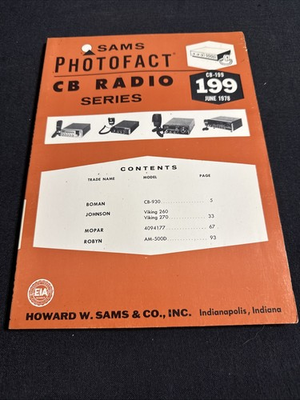 SAMS
PHOTOFACT
CB RADIO
SERIES
CB-199
199
JUNE 1978
CONTENTS
TRADE NAME MODEL PAGE
BOMAN CB-930 5
JOHNSON Viking 260
Viking 270 33
MOPAR 4094177 67
ROBYN AM-500D 93
EIA
HOWARD W. SAMS & CO., INC. Indianapolis, Indiana